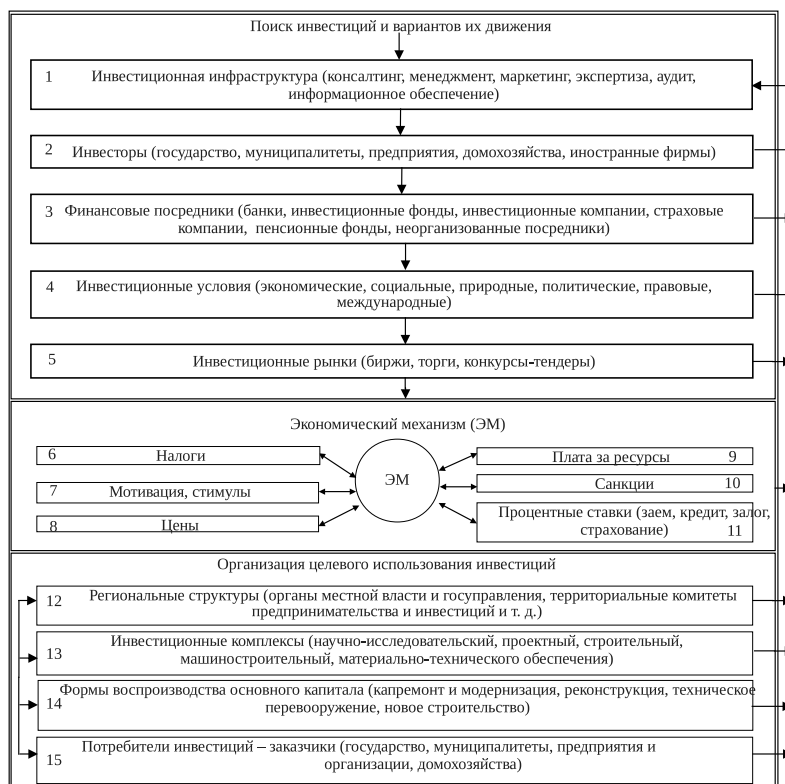 Поиск инвестиций и вариантов их движения
1 Инвестиционная инфраструктура (консалтинг, менеджмент, маркетинг, экспертиза, аудит,
информационное обеспечение)
2 Инвесторы (государство, муниципалитеты, предприятия, домохозяйства, иностранные фирмы)
3 Финансовые посредники (банки, инвестиционные фонды, инвестиционные компании, страховые
компании, пенсионные фонды, неорганизованные посредники)
4 Инвестиционные условия (экономические, социальные, природные, политические, правовые,
международные)
5 Инвестиционные рынки (биржи, торги, конкурсы-тендеры)
Экономический механизм (ЭМ)
6 Налоги
7 Мотивация, стимулы
8 Цены
ЭМ
Плата за ресурсы 9
Санкции 10
Процентные ставки (заем, кредит, залог,
страхование) 11
Организация целевого использования инвестиций
12 Региональные структуры (органы местной власти и госуправления, территориальные комитеты
предпринимательства и инвестиций и т. д.)
13 Инвестиционные комплексы (научно-исследовательский, проектный, строительный,
машиностроительный, материально-технического обеспечения)
14 Формы воспроизводства основного капитала (капремонт и модернизация, реконструкция, техническое
перевооружение, новое строительство)
15 Потребители инвестиций – заказчики (государство, муниципалитеты, предприятия и
организации, домохозяйства)